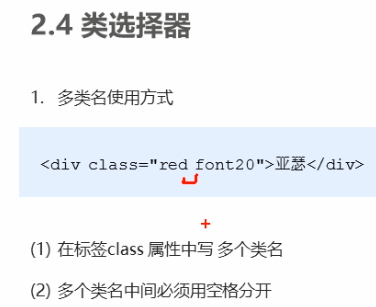 2.4 类选择器
1. 多类名使用方式
<div class="red font20">亚瑟</div>
(1) 在标签class 属性中写 多个类名
(2) 多个类名中间必须用空格分开